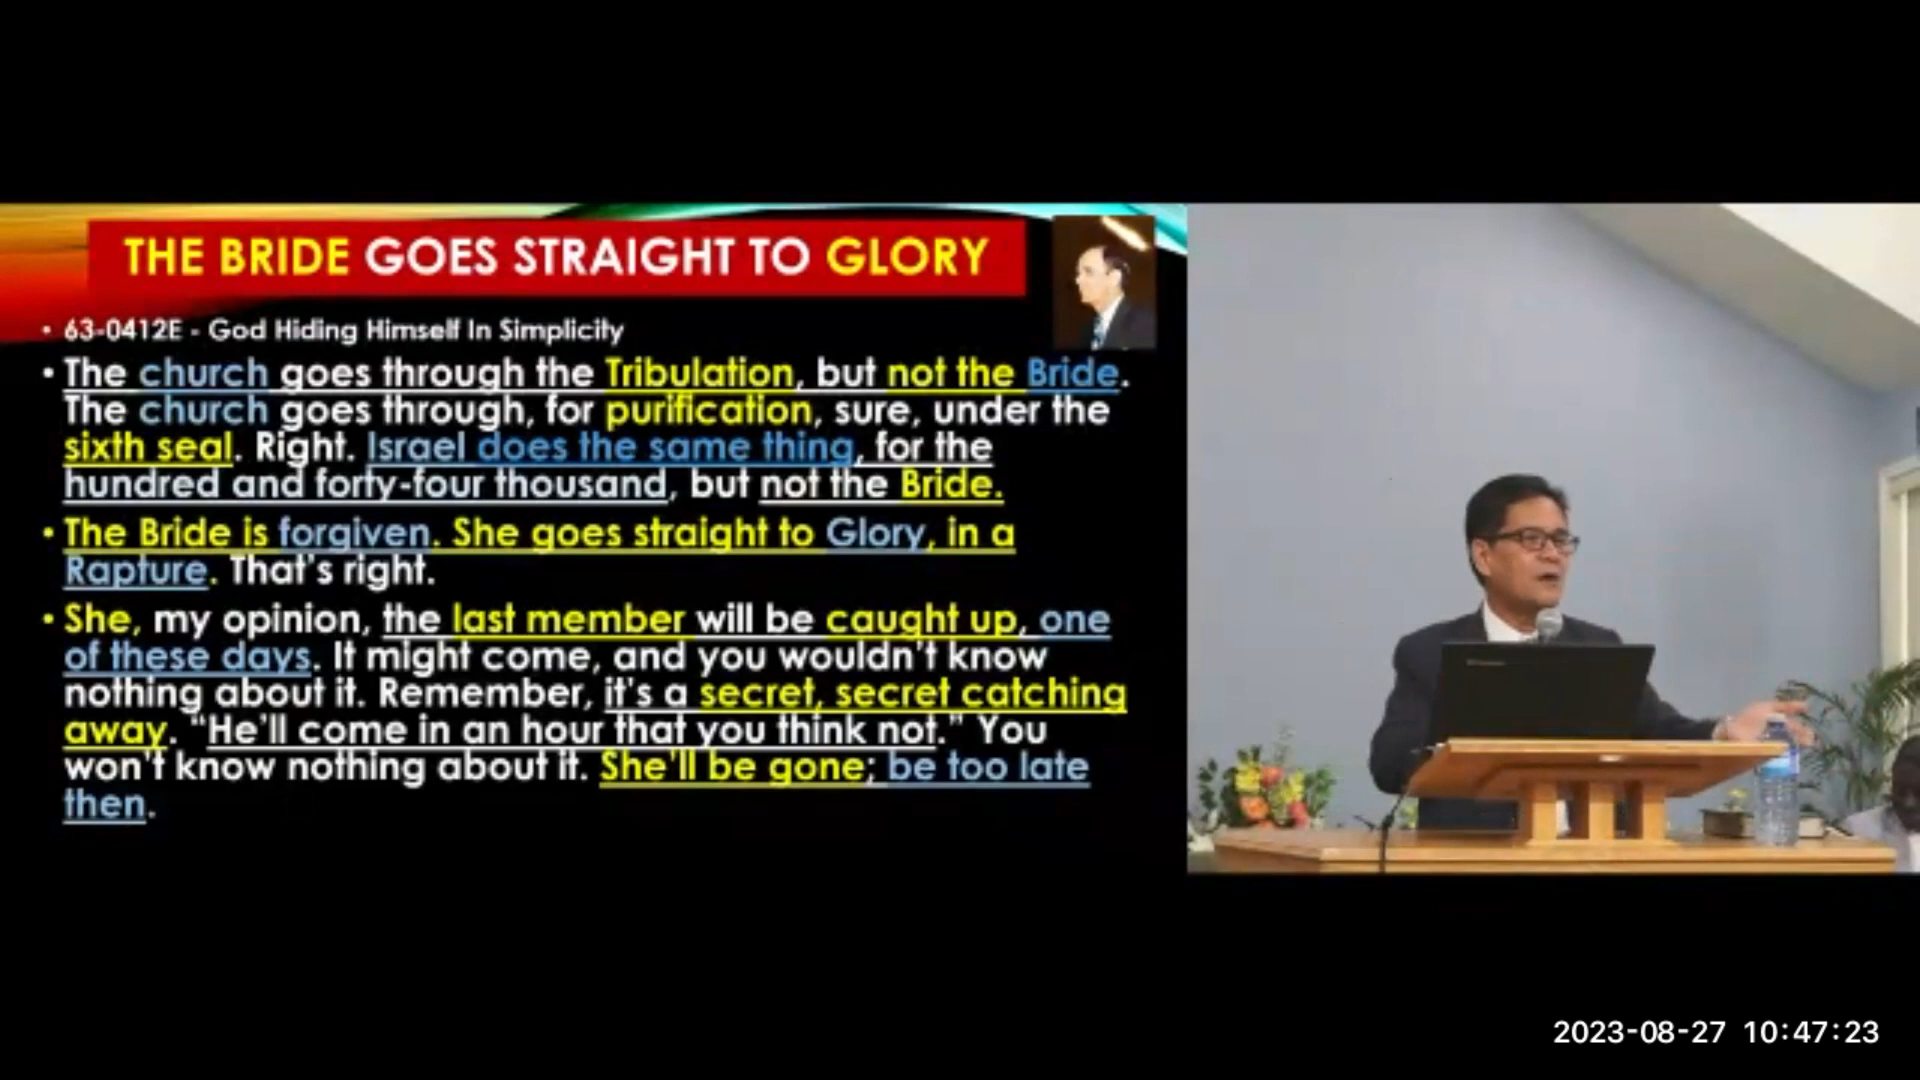 THE BRIDE GOES STRAIGHT TO GLORY
• 63-0412E - God Hiding Himself In Simplicity
• The church goes through the Tribulation, but not the Bride.
The church goes through, for purification, sure, under the
sixth seal. Right. Israel does the same thing, for the
hundred and forty-four thousand, but not the Bride.
• The Bride is forgiven. She goes straight to Glory, in a
Rapture. That's right.
• She, my opinion, the last member will be caught up, one
of these days. It might come, and you wouldn't know
nothing about it. Remember, it's a secret, secret catching
away. “He'll come in an hour that you think not.” You
won't know nothing about it. She'll be gone; be too late
then.
2023-08-27 10:47:23